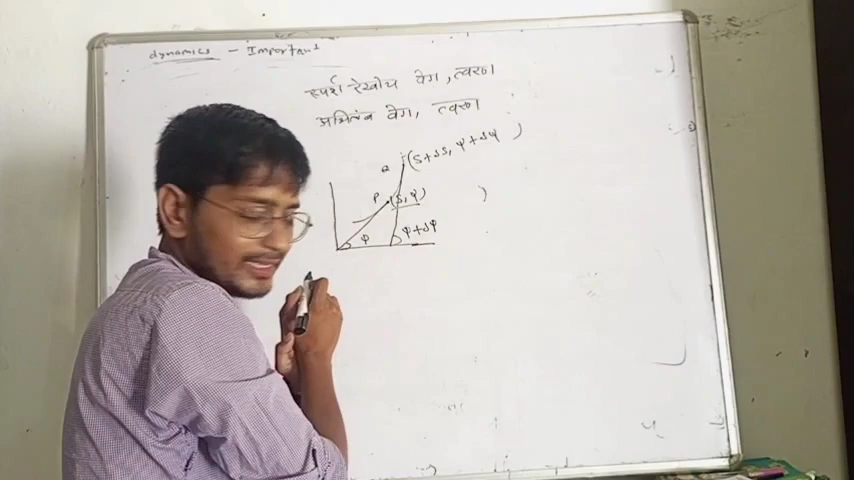 dynamics - Important
स्पर्श रेखीय वेग, त्वरण
अभिलंब वेग, त्वरण
Q (S+δS, ψ+δψ)
P (S, ψ)
ψ ψ+δψ